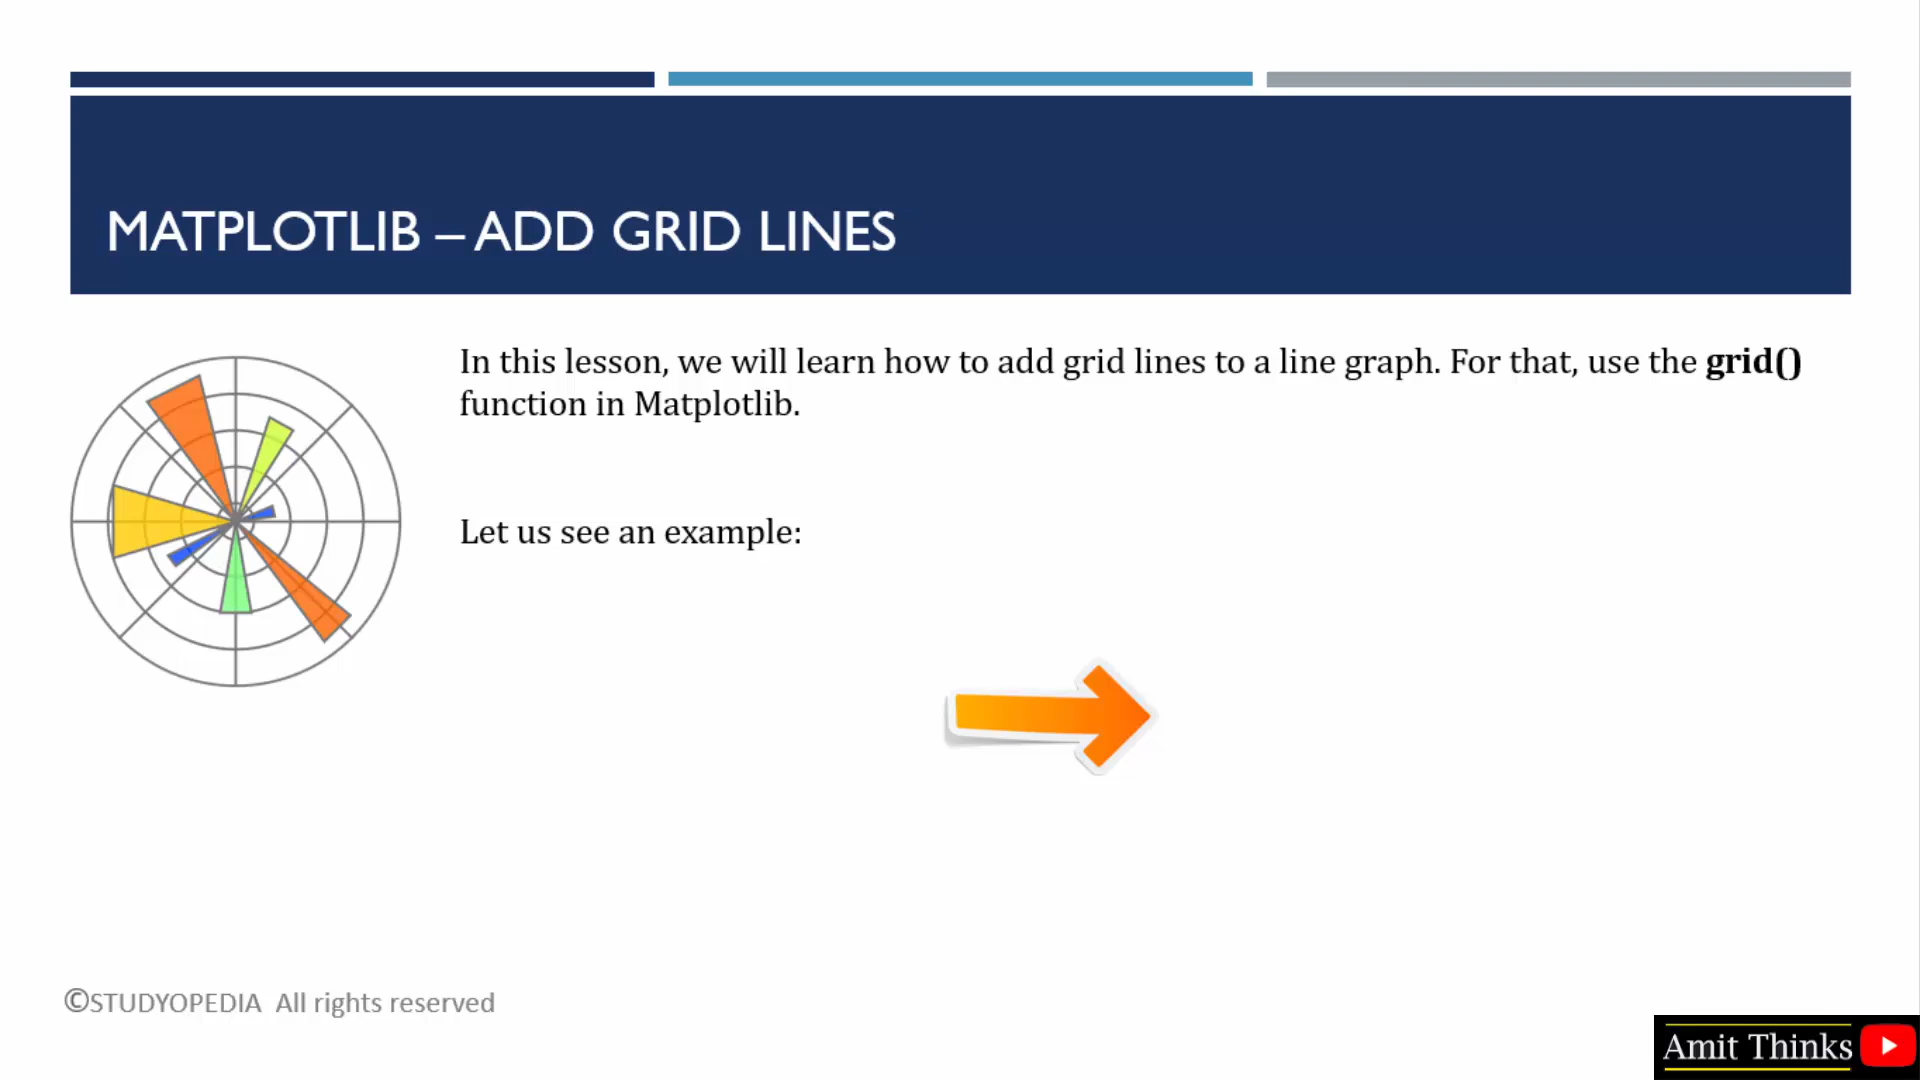 MATPLOTLIB – ADD GRID LINES
In this lesson, we will learn how to add grid lines to a line graph. For that, use the grid()
function in Matplotlib.
Let us see an example:
©STUDYOPEDIA All rights reserved
Amit Thinks